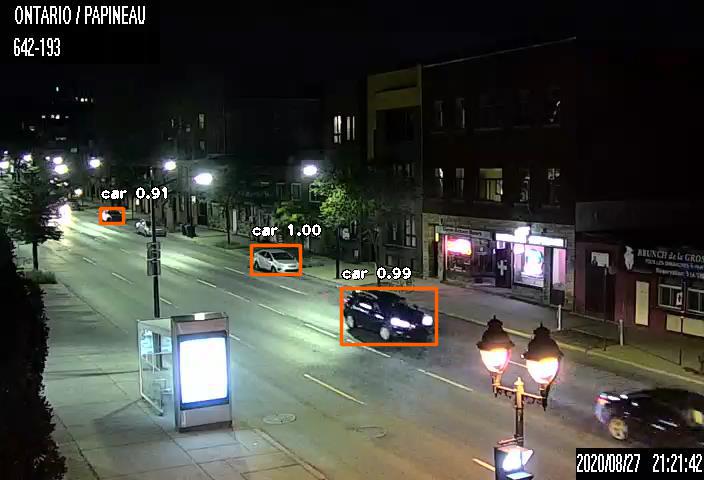 ONTARIO / PAPINEAU
642-193
car 0.91
car 1.00
car 0.99
BRUNCH de la GROS
2020/08/27 21:21:42